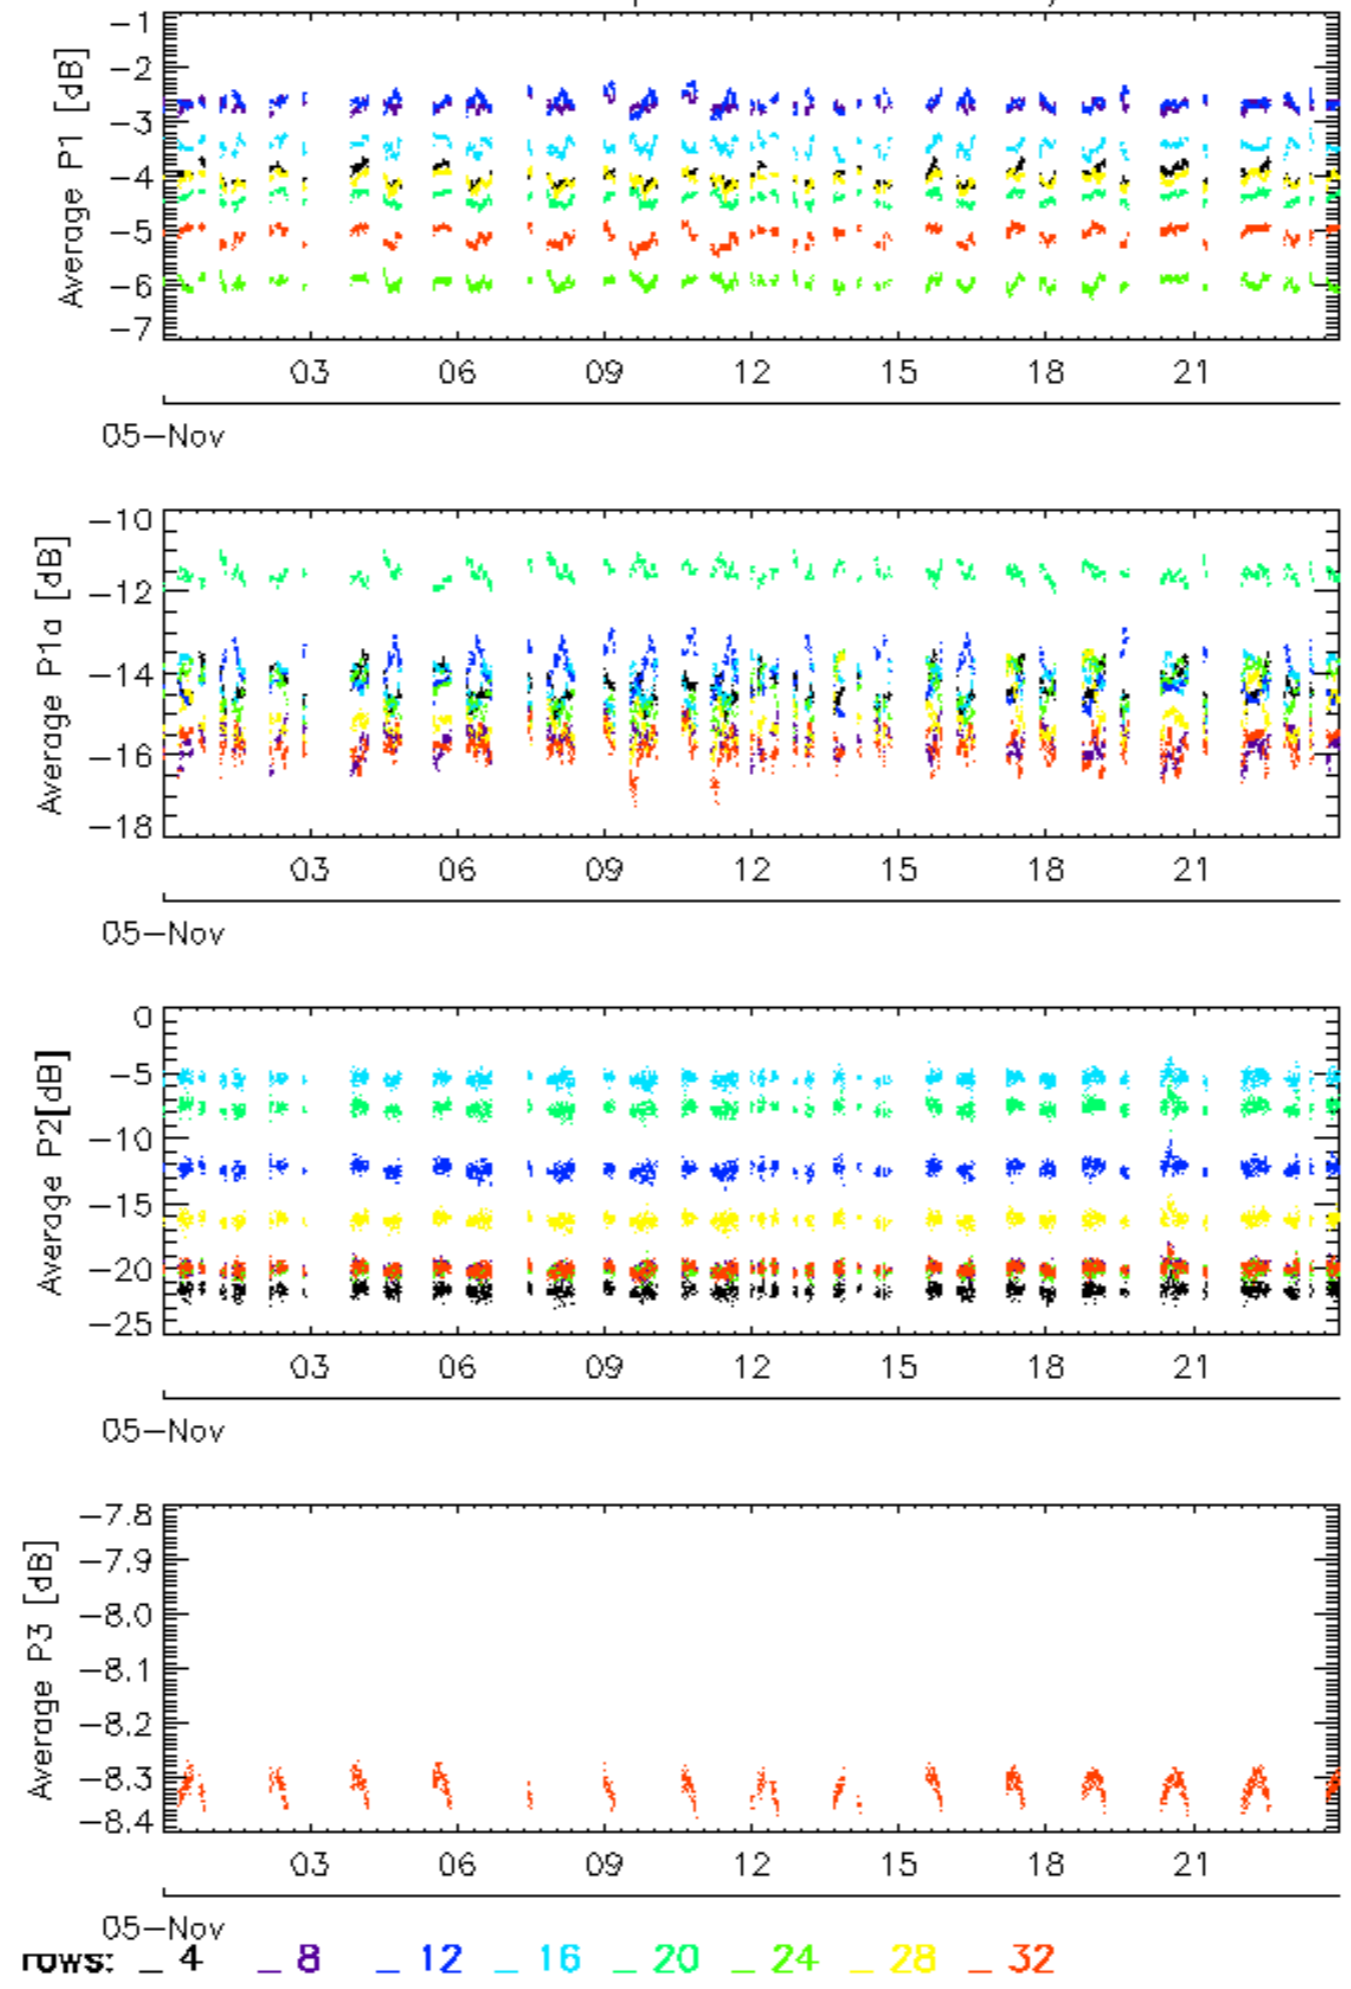 Average P1 [dB]
−1
−2
−3
−4
−5
−6
−7
03 06 09 12 15 18 21
05−Nov
Average P1a [dB]
−10
−12
−14
−16
−18
03 06 09 12 15 18 21
05−Nov
Average P2[dB]
0
−5
−10
−15
−20
−25
03 06 09 12 15 18 21
05−Nov
Average P3 [dB]
−7.8
−7.9
−8.0
−8.1
−8.2
−8.3
−8.4
03 06 09 12 15 18 21
05−Nov
rows: _ 4 _ 8 _ 12 _ 16 _ 20 _ 24 _ 28 _ 32